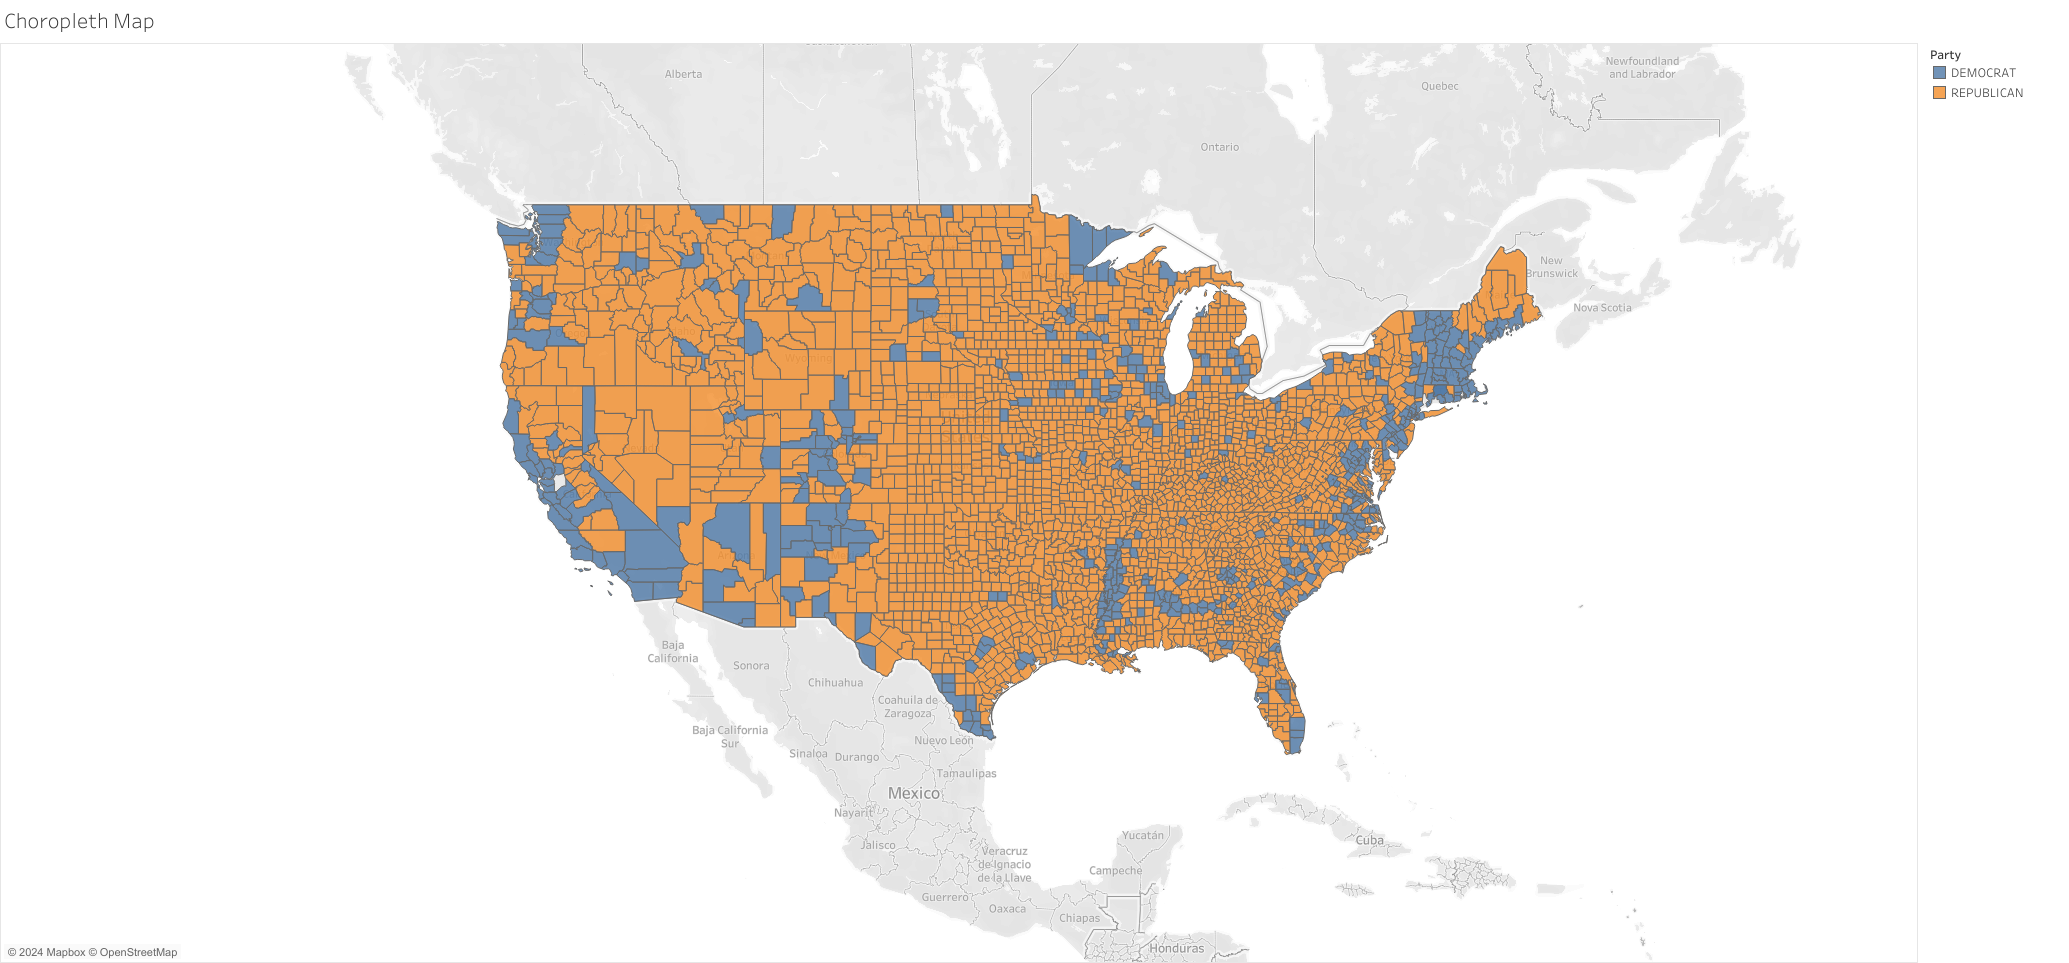 Choropleth Map
Party
DEMOCRAT
REPUBLICAN
Alberta
Ontario
Quebec
Newfoundland
and Labrador
New
Brunswick
Nova Scotia
Wyoming
Baja
California
Sonora
Chihuahua
Coahuila de
Zaragoza
Baja California
Sur
Nuevo León
Sinaloa
Durango
Tamaulipas
Mexico
Nayarit
Yucatán
Cuba
Jalisco
Veracruz
de Ignacio
de la Llave
Campeche
Guerrero
Oaxaca
Chiapas
Honduras
© 2024 Mapbox © OpenStreetMap